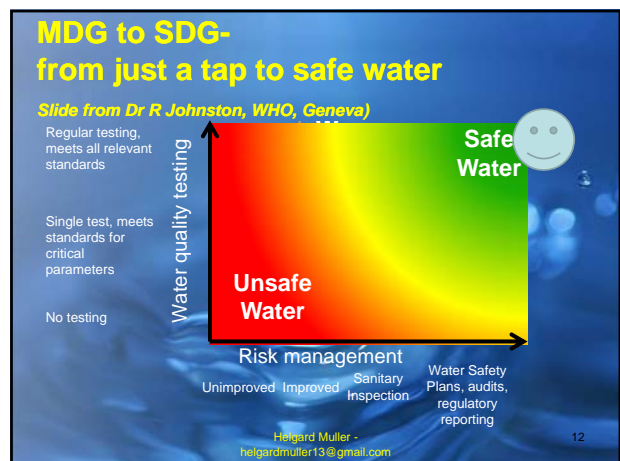 MDG to SDG-
from just a tap to safe water
Slide from Dr R Johnston, WHO, Geneva)
Regular testing,
meets all relevant
standards
Single test, meets
standards for
critical
parameters
No testing
Water quality testing
Safe
Water
Unsafe
Water
Risk management
Unimproved
Improved
Sanitary
Inspection
Water Safety
Plans, audits,
regulatory
reporting
Helgard Muller -
helgardmuller13@gmail.com
12